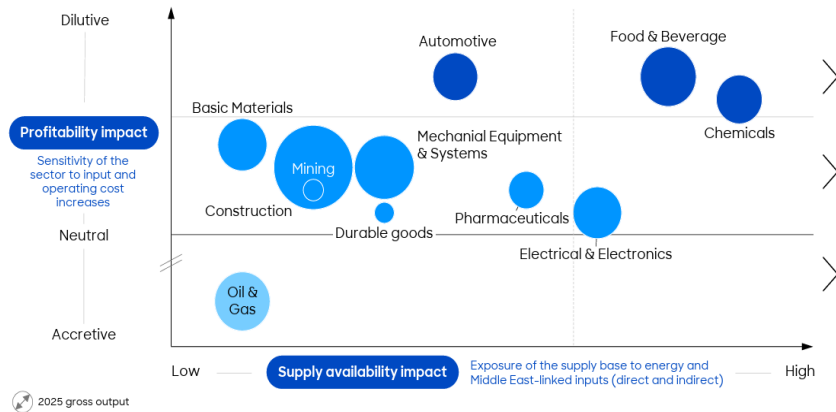 Dilutive
Automotive
Food & Beverage
Basic Materials
Profitability impact
Chemicals
Mechanial Equipment
& Systems
Sensitivity of the
sector to input and
operating cost
increases
Mining
Construction
Pharmaceuticals
Durable goods
Neutral
Electrical & Electronics
Oil &
Gas
Accretive
Low
Supply availability impact
Exposure of the supply base to energy and
Middle East-linked inputs (direct and indirect)
High
2025 gross output